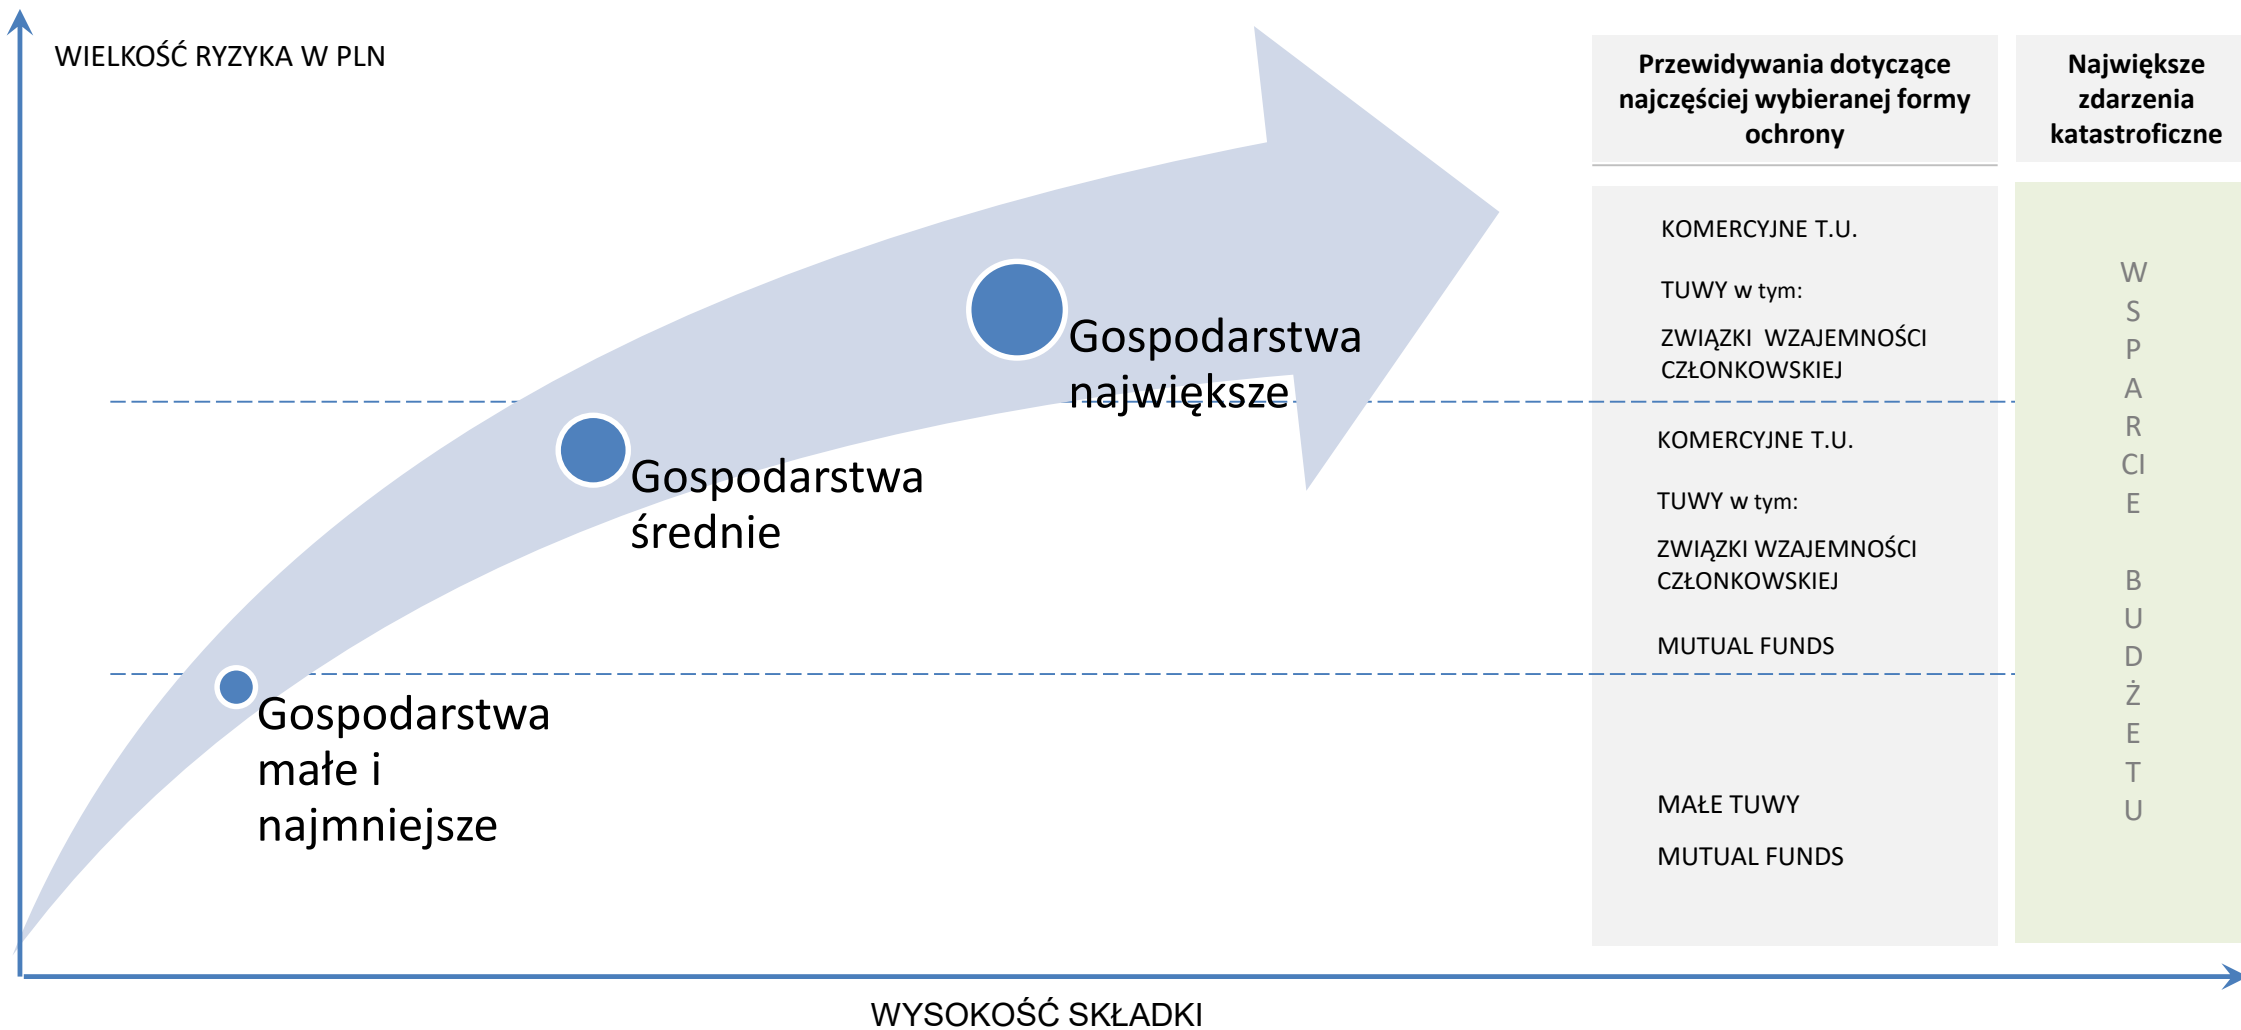 WIELKOŚĆ RYZYKA W PLN
Przewidywania dotyczące
najczęściej wybieranej formy
ochrony
Największe
zdarzenia
katastroficzne
Gospodarstwa
największe
Gospodarstwa
średnie
Gospodarstwa
małe i
najmniejsze
KOMERCYJNE T.U.
TUWY w tym:
ZWIĄZKI WZAJEMNOŚCI
CZŁONKOWSKIEJ
KOMERCYJNE T.U.
TUWY w tym:
ZWIĄZKI WZAJEMNOŚCI
CZŁONKOWSKIEJ
MUTUAL FUNDS
MAŁE TUWY
MUTUAL FUNDS
W
S
P
A
R
CI
E
B
U
D
Ż
E
T
U
WYSOKOŚĆ SKŁADKI